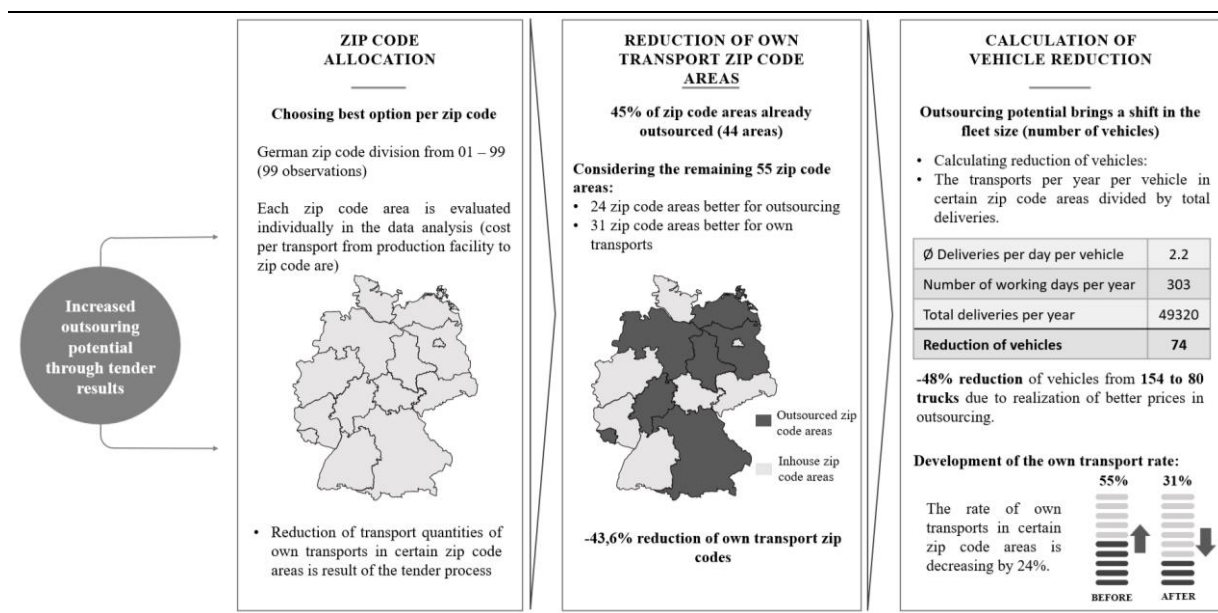 Increased
outsouring
potential
through tender
results
ZIP CODE
ALLOCATION
Choosing best option per zip code
German zip code division from 01 – 99
(99 observations)
Each zip code area is evaluated
individually in the data analysis (cost
per transport from production facility to
zip code are)
• Reduction of transport quantities of
own transports in certain zip code
areas is result of the tender process
REDUCTION OF OWN
TRANSPORT ZIP CODE
AREAS
45% of zip code areas already
outsourced (44 areas)
Considering the remaining 55 zip code
areas:
• 24 zip code areas better for outsourcing
• 31 zip code areas better for own
transports
Outsourced zip
code areas
Inhouse zip
code areas
-43,6% reduction of own transport zip
codes
CALCULATION OF
VEHICLE REDUCTION
Outsourcing potential brings a shift in the
fleet size (number of vehicles)
• Calculating reduction of vehicles:
• The transports per year per vehicle in
certain zip code areas divided by total
deliveries.
Ø Deliveries per day per vehicle 2.2
Number of working days per year 303
Total deliveries per year 49320
Reduction of vehicles 74
-48% reduction of vehicles from 154 to 80
trucks due to realization of better prices in
outsourcing.
Development of the own transport rate:
55% 31%
The rate of own
transports in certain
zip code areas is
decreasing by 24%.
BEFORE AFTER